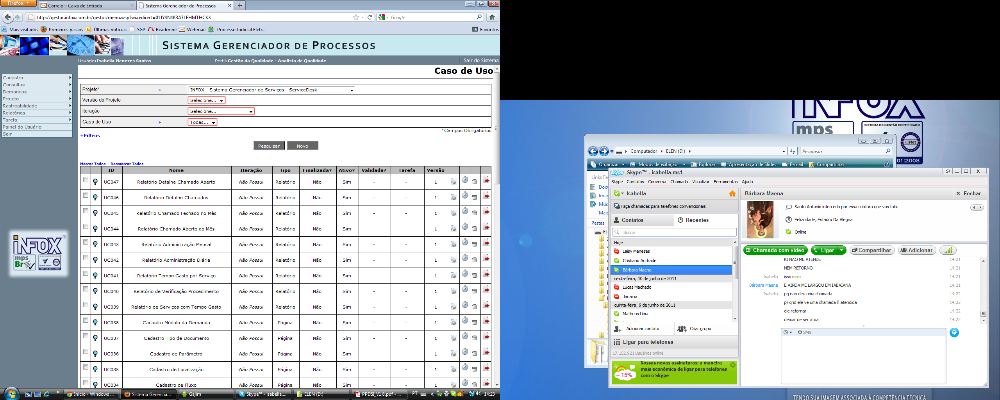 Firefox
Correio :: Caixa de Entrada
Sistema Gerenciador de Processos
http://gestor.infox.com.br/gestor/menu.wsp?wi.redirect=01JY4N4K3A7LEHMTHCKX
Google
Mais visitados
Primeiros passos
Últimas notícias
SGP
Readmine
Webmail
Processo Judicial Eletr...
Favoritos
SISTEMA GERENCIADOR DE PROCESSOS
Usuário:Isabella Menezes Santos
Perfil:Gestão da Qualidade - Analista de Qualidade
Sair do Sistema
Cadastro
Consultas
Demandas
Projeto
Rastreabilidade
Relatórios
Tarefa
Painel do Usuário
Sair
iNFOX®
mps
Br
NBR ISO 9001:2008
Caso de Uso
Projeto* » INFOX - Sistema Gerenciador de Serviços - ServiceDesk
Versão do Projeto Selecione...
Iteração Selecione...
Caso de Uso » Todas...
*Campos Obrigatórios
+Filtros
Pesquisar Novo
Marcar Todos - Desmarcar Todos
ID Nome Iteração Tipo Finalizada? Ativo? Validada? Tarefa Versão
UC047 Relatório Detalhe Chamado Aberto Não Possui Relatório Não Sim - - 1
UC046 Relatório Detalhe Chamados Não Possui Relatório Não Sim - - 1
UC045 Relatório Chamado Fechado no Mês Não Possui Relatório Não Sim - - 1
UC044 Relatório Chamado Aberto do Mês Não Possui Relatório Não Sim - - 1
UC043 Relatório Administração Mensal Não Possui Relatório Não Sim - - 1
UC042 Relatório Administração Diária Não Possui Relatório Não Sim - - 1
UC041 Relatório Tempo Gasto por Serviço Não Possui Relatório Não Sim - - 1
UC040 Relatório de Verificação Procedimento Não Possui Relatório Não Sim - - 1
UC039 Relatório de Serviços com Tempo Gasto Não Possui Relatório Não Sim - - 1
UC038 Cadastro Módulo da Demanda Não Possui Página Não Sim - - 1
UC037 Cadastro Tipo de Documento Não Possui Página Não Sim - - 1
UC036 Cadastro de Parâmetro Não Possui Página Não Sim - - 1
UC035 Cadastro de Localização Não Possui Página Não Sim - - 1
UC034 Cadastro de Fluxo Não Possui Página Não Sim - - 1
Início - Windows ...
Sistema Gerencia...
Gajim
Skype™ - isabella....
ELEN (D:)
PPDSI_V1.8.pdf - ...
PT
14:23
iNFOX
mps
SISTEMA DE GESTÃO CERTIFICADO
IQNet
01:2008
Computador
ELEN (D:)
Pesquisar
Organizar
Modos de exibição
Explorar
Apresentação de Slides
E-mail
Compartilhar
Links Fa
Docu
Imag
Mús
Mais
Pastas
EL
Skype™ - isabella.ms1
Skype Contatos Conversa Chamada Visualizar Ferramentas Ajuda
Isabella
Faça chamadas para telefones convencionais
Contatos
Recentes
Buscar
Hoje
Laísy Menezes
Cristiano Andrade
Bárbara Maena
sexta-feira, 10 de junho de 2011
Lucas Machado
Janaina
quinta-feira, 9 de junho de 2011
Matheus Lima
Adicionar contato
Criar grupo
Ligar para telefones
17.152.921 Usuários online
- 15%
Nossas novas assinaturas: a maneira
mais econômica de ligar para telefones
com o Skype
Bárbara Maena
Fechar
Santo Antonio interceda por essa criatura que vos fala.
Felizcidade, Estado: Da Alegria
Online
Chamada com vídeo
Ligar
Compartilhar
Adicionar
KI NAO ME ATENDE 14:21
NEM RETORNO 14:21
Isabella isso msm 14:21
Bárbara Maena E AINDA ME LARGOU EM IABAIANA 14:21
Isabella pq nao deu uma chamada 14:22
p/ qnd ele ve uma chamada ñ atendida 14:22
ele retornar 14:22
deixar de ser atoa 14:22
SMS
TENDO SUA IMAGEM ASSOCIADA À COMPETÊNCIA TÉCNICA